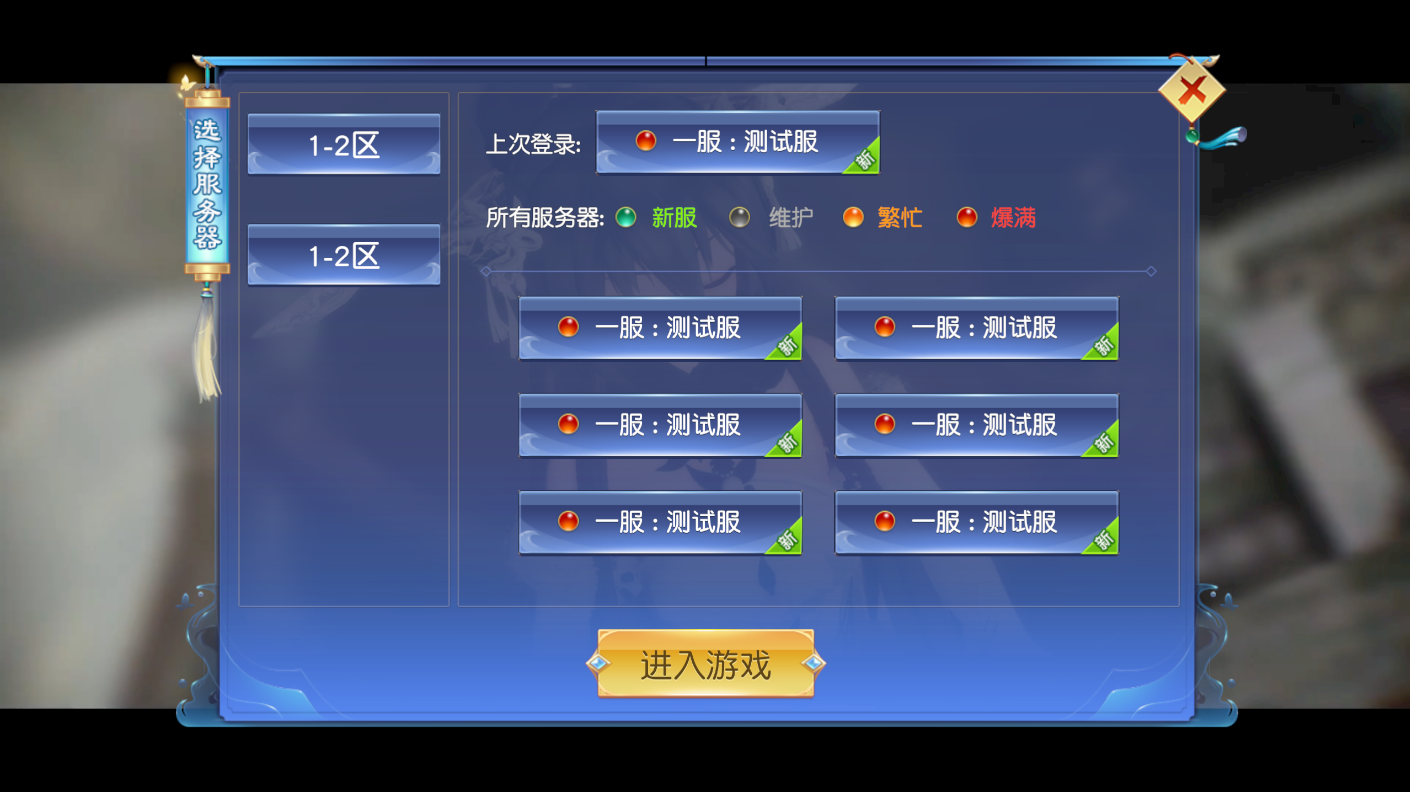 选择服务器
1-2区
1-2区
上次登录: 一服 : 测试服 新
所有服务器: 新服 维护 繁忙 爆满
一服 : 测试服 新 一服 : 测试服 新
一服 : 测试服 新 一服 : 测试服 新
一服 : 测试服 新 一服 : 测试服 新
进入游戏